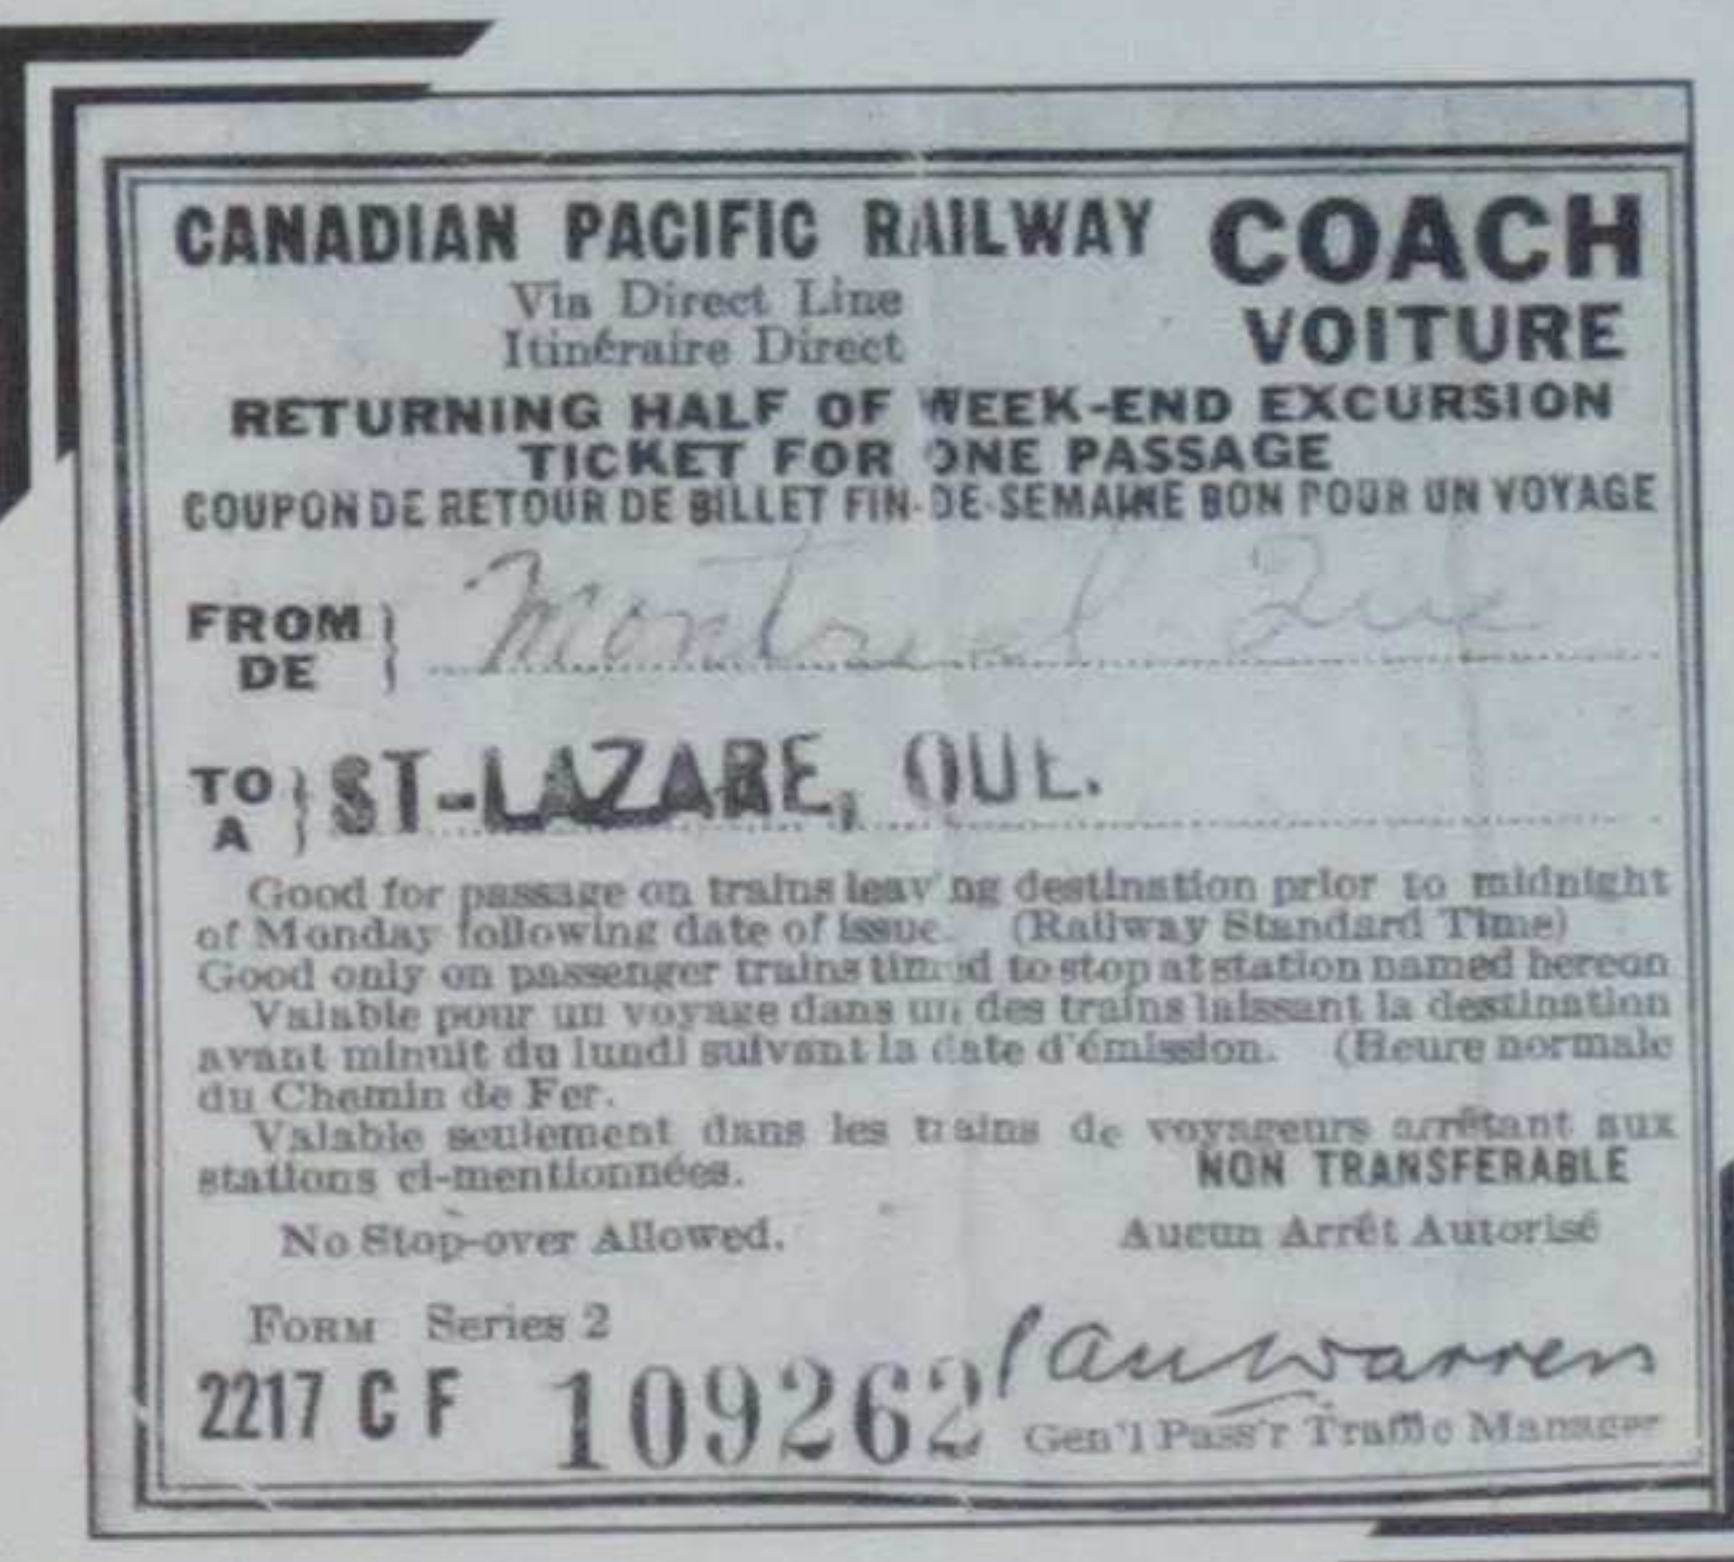 CANADIAN PACIFIC RAILWAY COACH
Via Direct Line
Itinéraire Direct VOITURE
RETURNING HALF OF WEEK-END EXCURSION
TICKET FOR ONE PASSAGE
COUPON DE RETOUR DE BILLET FIN-DE-SEMAINE BON POUR UN VOYAGE
FROM
DE Montreal Que
TO
A ST-LAZARE, QUE.
Good for passage on trains leaving destination prior to midnight
of Monday following date of issue. (Railway Standard Time)
Good only on passenger trains timed to stop at station named hereon
Valable pour un voyage dans un des trains laissant la destination
avant minuit du lundi suivant la date d'émission. (Heure normale
du Chemin de Fer.
Valable seulement dans les trains de voyageurs arrêtant aux
stations ci-mentionnées.
NON TRANSFERABLE
No Stop-over Allowed. Aucun Arrêt Autorisé
FORM Series 2
2217 C F 109262
Warren
Gen'l Pass'r Traffic Manager